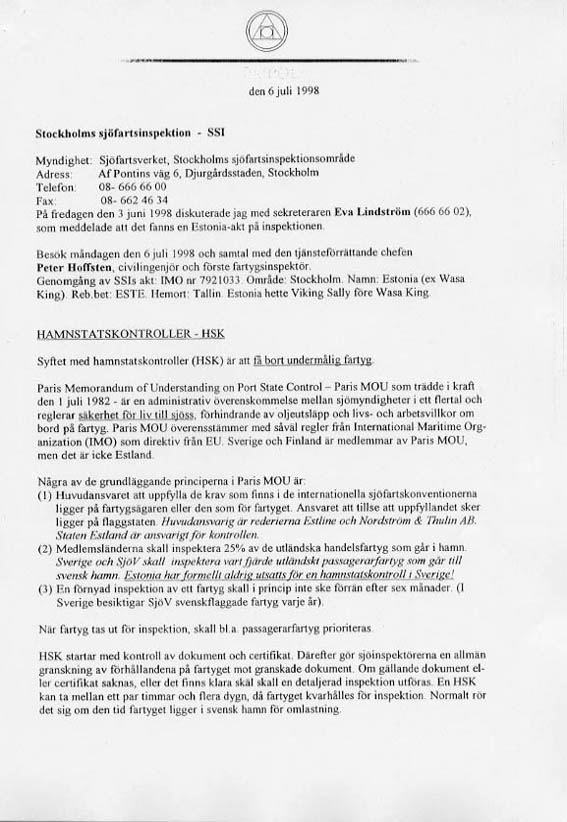 den 6 juli 1998
Stockholms sjöfartsinspektion - SSI
Myndighet: Sjöfartsverket, Stockholms sjöfartsinspektionsområde
Adress: Af Pontins väg 6, Djurgårdsstaden, Stockholm
Telefon: 08- 666 66 00
Fax: 08- 662 46 34
På fredagen den 3 juni 1998 diskuterade jag med sekreteraren Eva Lindström (666 66 02),
som meddelade att det fanns en Estonia-akt på inspektionen.
Besök måndagen den 6 juli 1998 och samtal med den tjänsteförrättande chefen
Peter Hoffsten, civilingenjör och förste fartygsinspektör.
Genomgång av SSIs akt: IMO nr 7921033. Område: Stockholm. Namn: Estonia (ex Wasa
King). Reb.bet: ESTE. Hemort: Tallin. Estonia hette Viking Sally före Wasa King.
HAMNSTATSKONTROLLER - HSK
Syftet med hamnstatskontroller (HSK) är att få bort undermålig fartyg.
Paris Memorandum of Understanding on Port State Control – Paris MOU som trädde i kraft
den 1 juli 1982 - är en administrativ överenskommelse mellan sjömyndigheter i ett flertal och
reglerar säkerhet för liv till sjöss, förhindrande av oljeutsläpp och livs- och arbetsvillkor om
bord på fartyg. Paris MOU överensstämmer med såväl regler från International Maritime Org-
anization (IMO) som direktiv från EU. Sverige och Finland är medlemmar av Paris MOU,
men det är icke Estland.
Några av de grundläggande principerna i Paris MOU är:
(1) Huvudansvaret att uppfylla de krav som finns i de internationella sjöfartskonventionerna
ligger på fartygsägaren eller den som för fartyget. Ansvaret att tillse att uppfyllandet sker
ligger på flaggstaten. Huvudansvarig är rederierna Estline och Nordström & Thulin AB.
Staten Estland är ansvarigt för kontrollen.
(2) Medlemsländerna skall inspektera 25% av de utländska handelsfartyg som går i hamn.
Sverige och SjöV skall inspektera vart fjärde utländskt passagerarfartyg som går till
svensk hamn. Estonia har formellt aldrig utsatts för en hamnstatskontroll i Sverige!
(3) En förnyad inspektion av ett fartyg skall i princip inte ske förrän efter sex månader. (I
Sverige besiktigar SjöV svenskflaggade fartyg varje år).
När fartyg tas ut för inspektion, skall bl.a. passagerarfartyg prioriteras.
HSK startar med kontroll av dokument och certifikat. Därefter gör sjöinspektörerna en allmän
granskning av förhållandena på fartyget mot granskade dokument. Om gällande dokument el-
ler certifikat saknas, eller det finns klara skäl skall en detaljerad inspektion utföras. En HSK
kan ta mellan ett par timmar och flera dygn, då fartyget kvarhålles för inspektion. Normalt rör
det sig om den tid fartyget ligger i svensk hamn för omlastning.